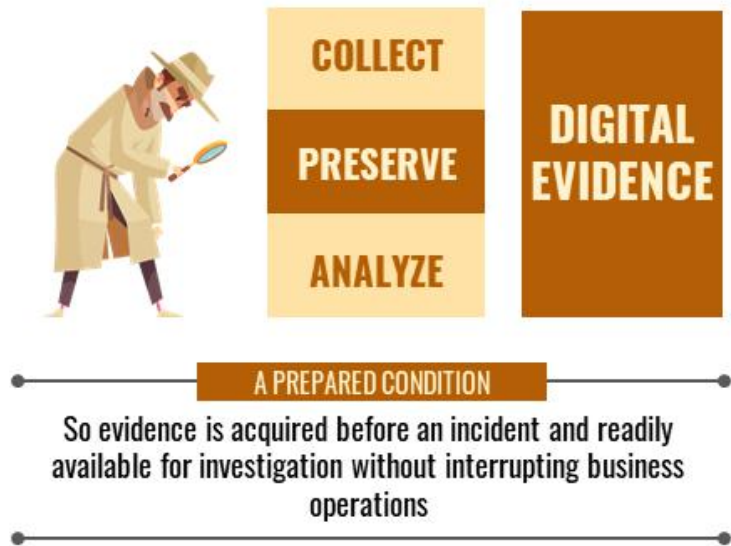 COLLECT
PRESERVE
ANALYZE
DIGITAL
EVIDENCE
A PREPARED CONDITION
So evidence is acquired before an incident and readily
available for investigation without interrupting business
operations